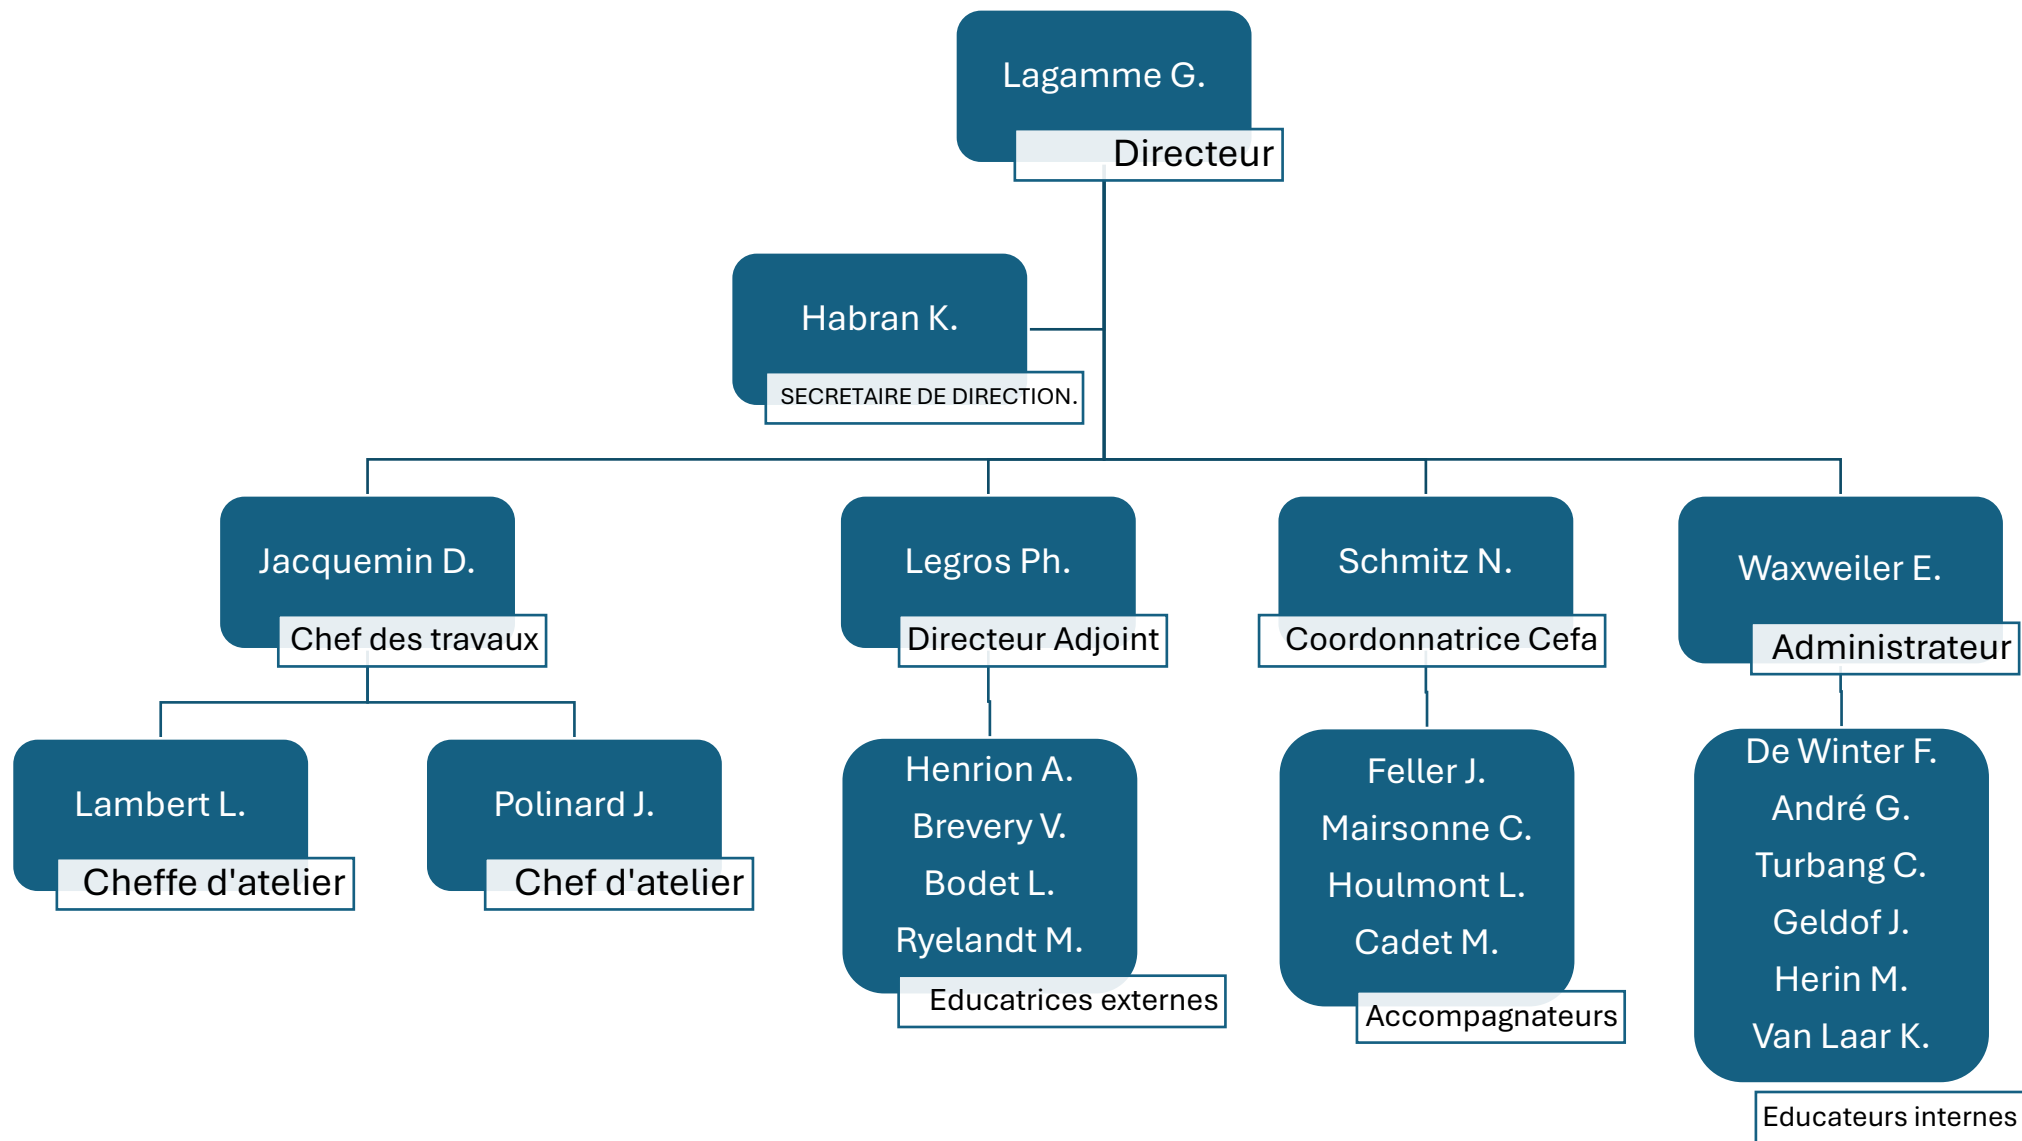 Lagamme G.
Directeur
Habran K.
SECRETAIRE DE DIRECTION.
Jacquemin D.
Chef des travaux
Legros Ph.
Directeur Adjoint
Schmitz N.
Coordonnatrice Cefa
Waxweiler E.
Administrateur
Lambert L.
Cheffe d'atelier
Polinard J.
Chef d'atelier
Henrion A.
Brevery V.
Bodet L.
Ryelandt M.
Educatrices externes
Feller J.
Mairsonne C.
Houlmont L.
Cadet M.
Accompagnateurs
De Winter F.
André G.
Turbang C.
Geldof J.
Herin M.
Van Laar K.
Educateurs internes